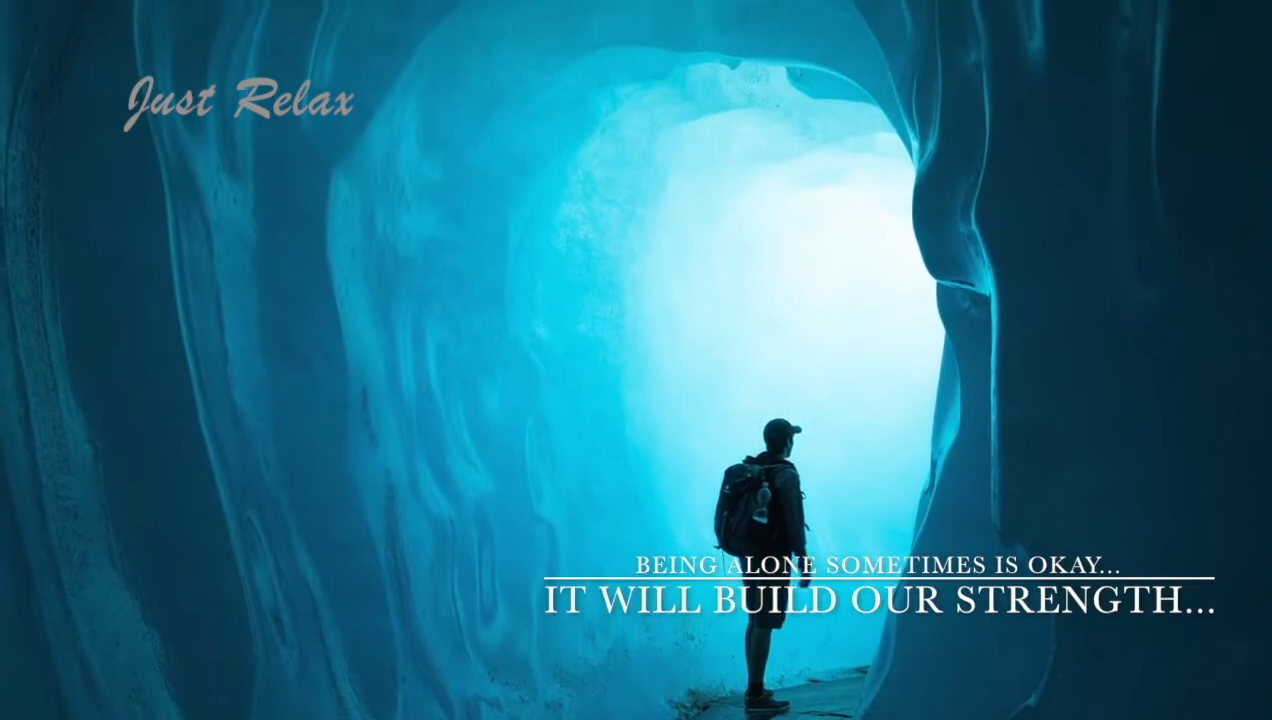 Just Relax
BEING ALONE SOMETIMES IS OKAY...
IT WILL BUILD OUR STRENGTH...